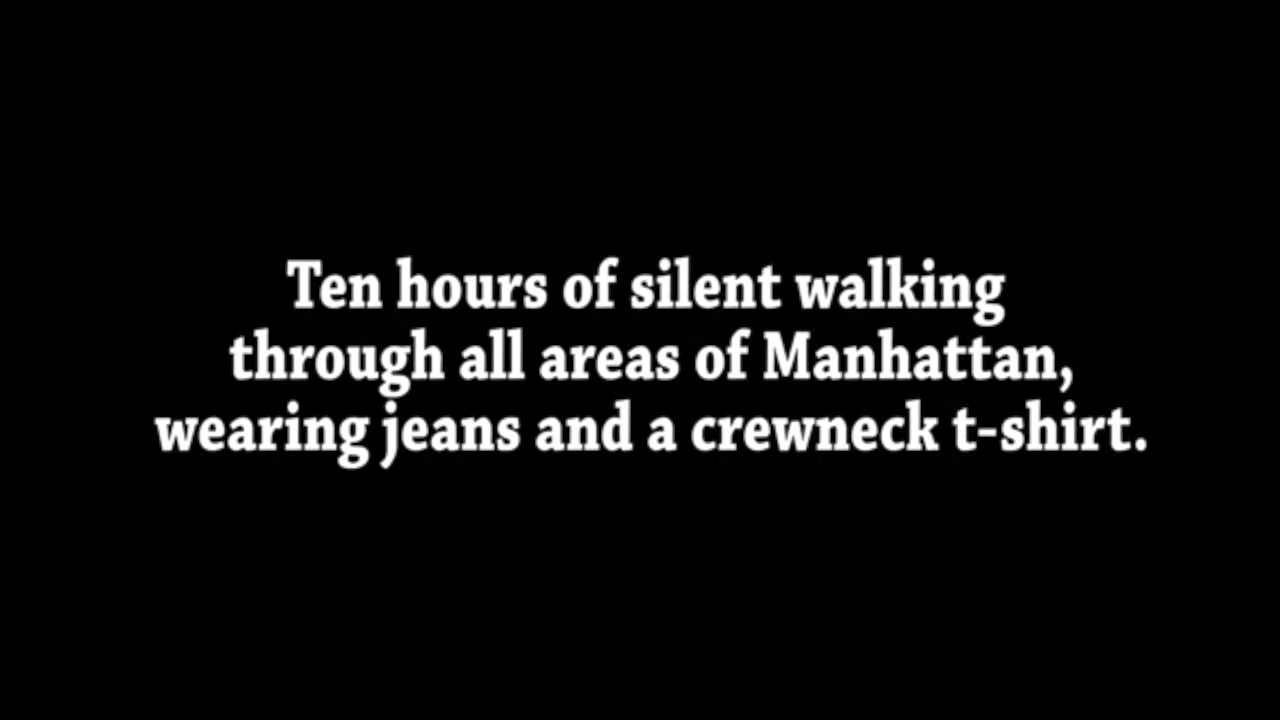 Ten hours of silent walking
through all areas of Manhattan,
wearing jeans and a crewneck t-shirt.